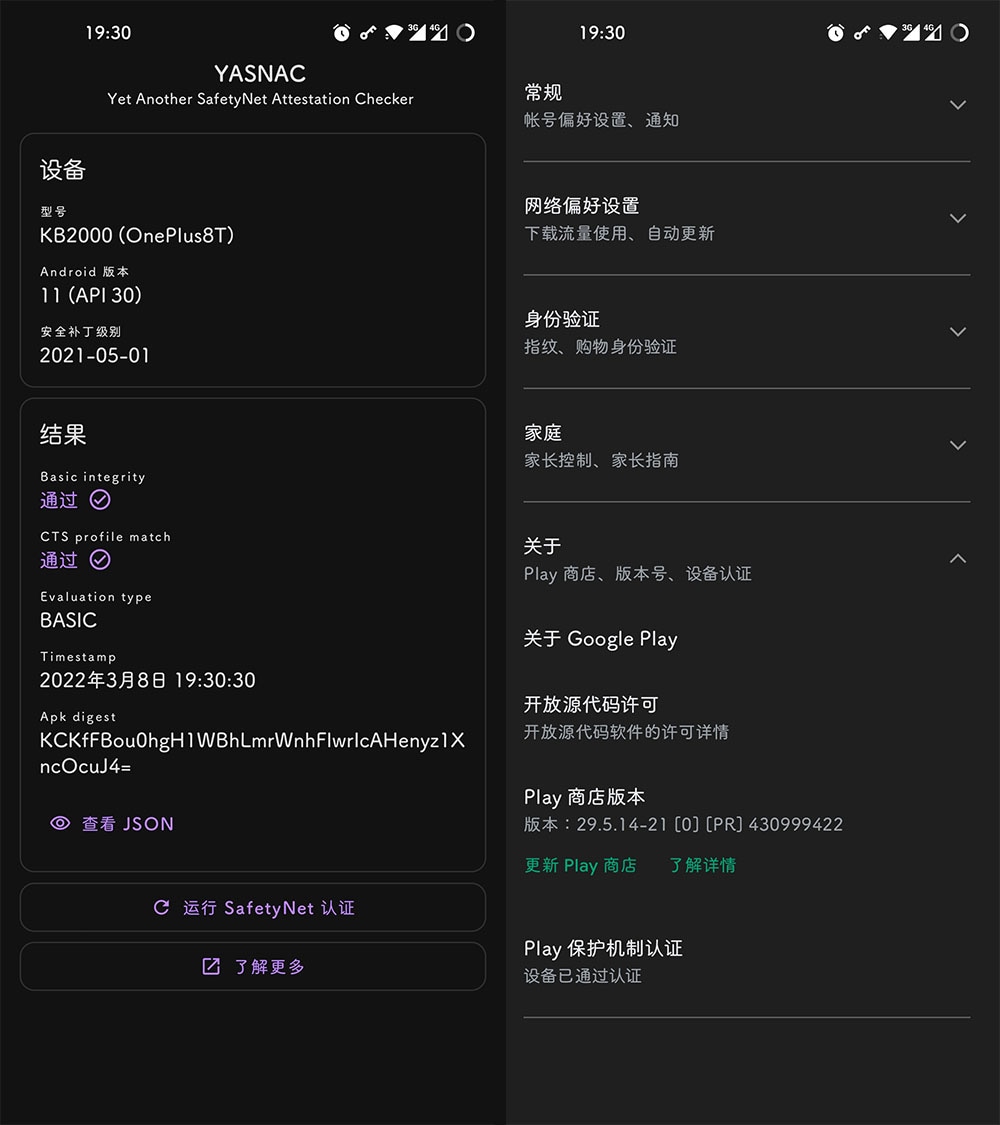 19:30
3G 4G
YASNAC
Yet Another SafetyNet Attestation Checker
设备
型号
KB2000 (OnePlus8T)
Android 版本
11 (API 30)
安全补丁级别
2021-05-01
结果
Basic integrity
通过
CTS profile match
通过
Evaluation type
BASIC
Timestamp
2022年3月8日 19:30:30
Apk digest
KCKfFBou0hgH1WBhLmrWnhFlwrIcAHenyz1X
ncOcuJ4=
查看 JSON
运行 SafetyNet 认证
了解更多
19:30
3G 4G
常规
帐号偏好设置、通知
网络偏好设置
下载流量使用、自动更新
身份验证
指纹、购物身份验证
家庭
家长控制、家长指南
关于
Play 商店、版本号、设备认证
关于 Google Play
开放源代码许可
开放源代码软件的许可详情
Play 商店版本
版本：29.5.14-21 [0] [PR] 430999422
更新 Play 商店 了解详情
Play 保护机制认证
设备已通过认证